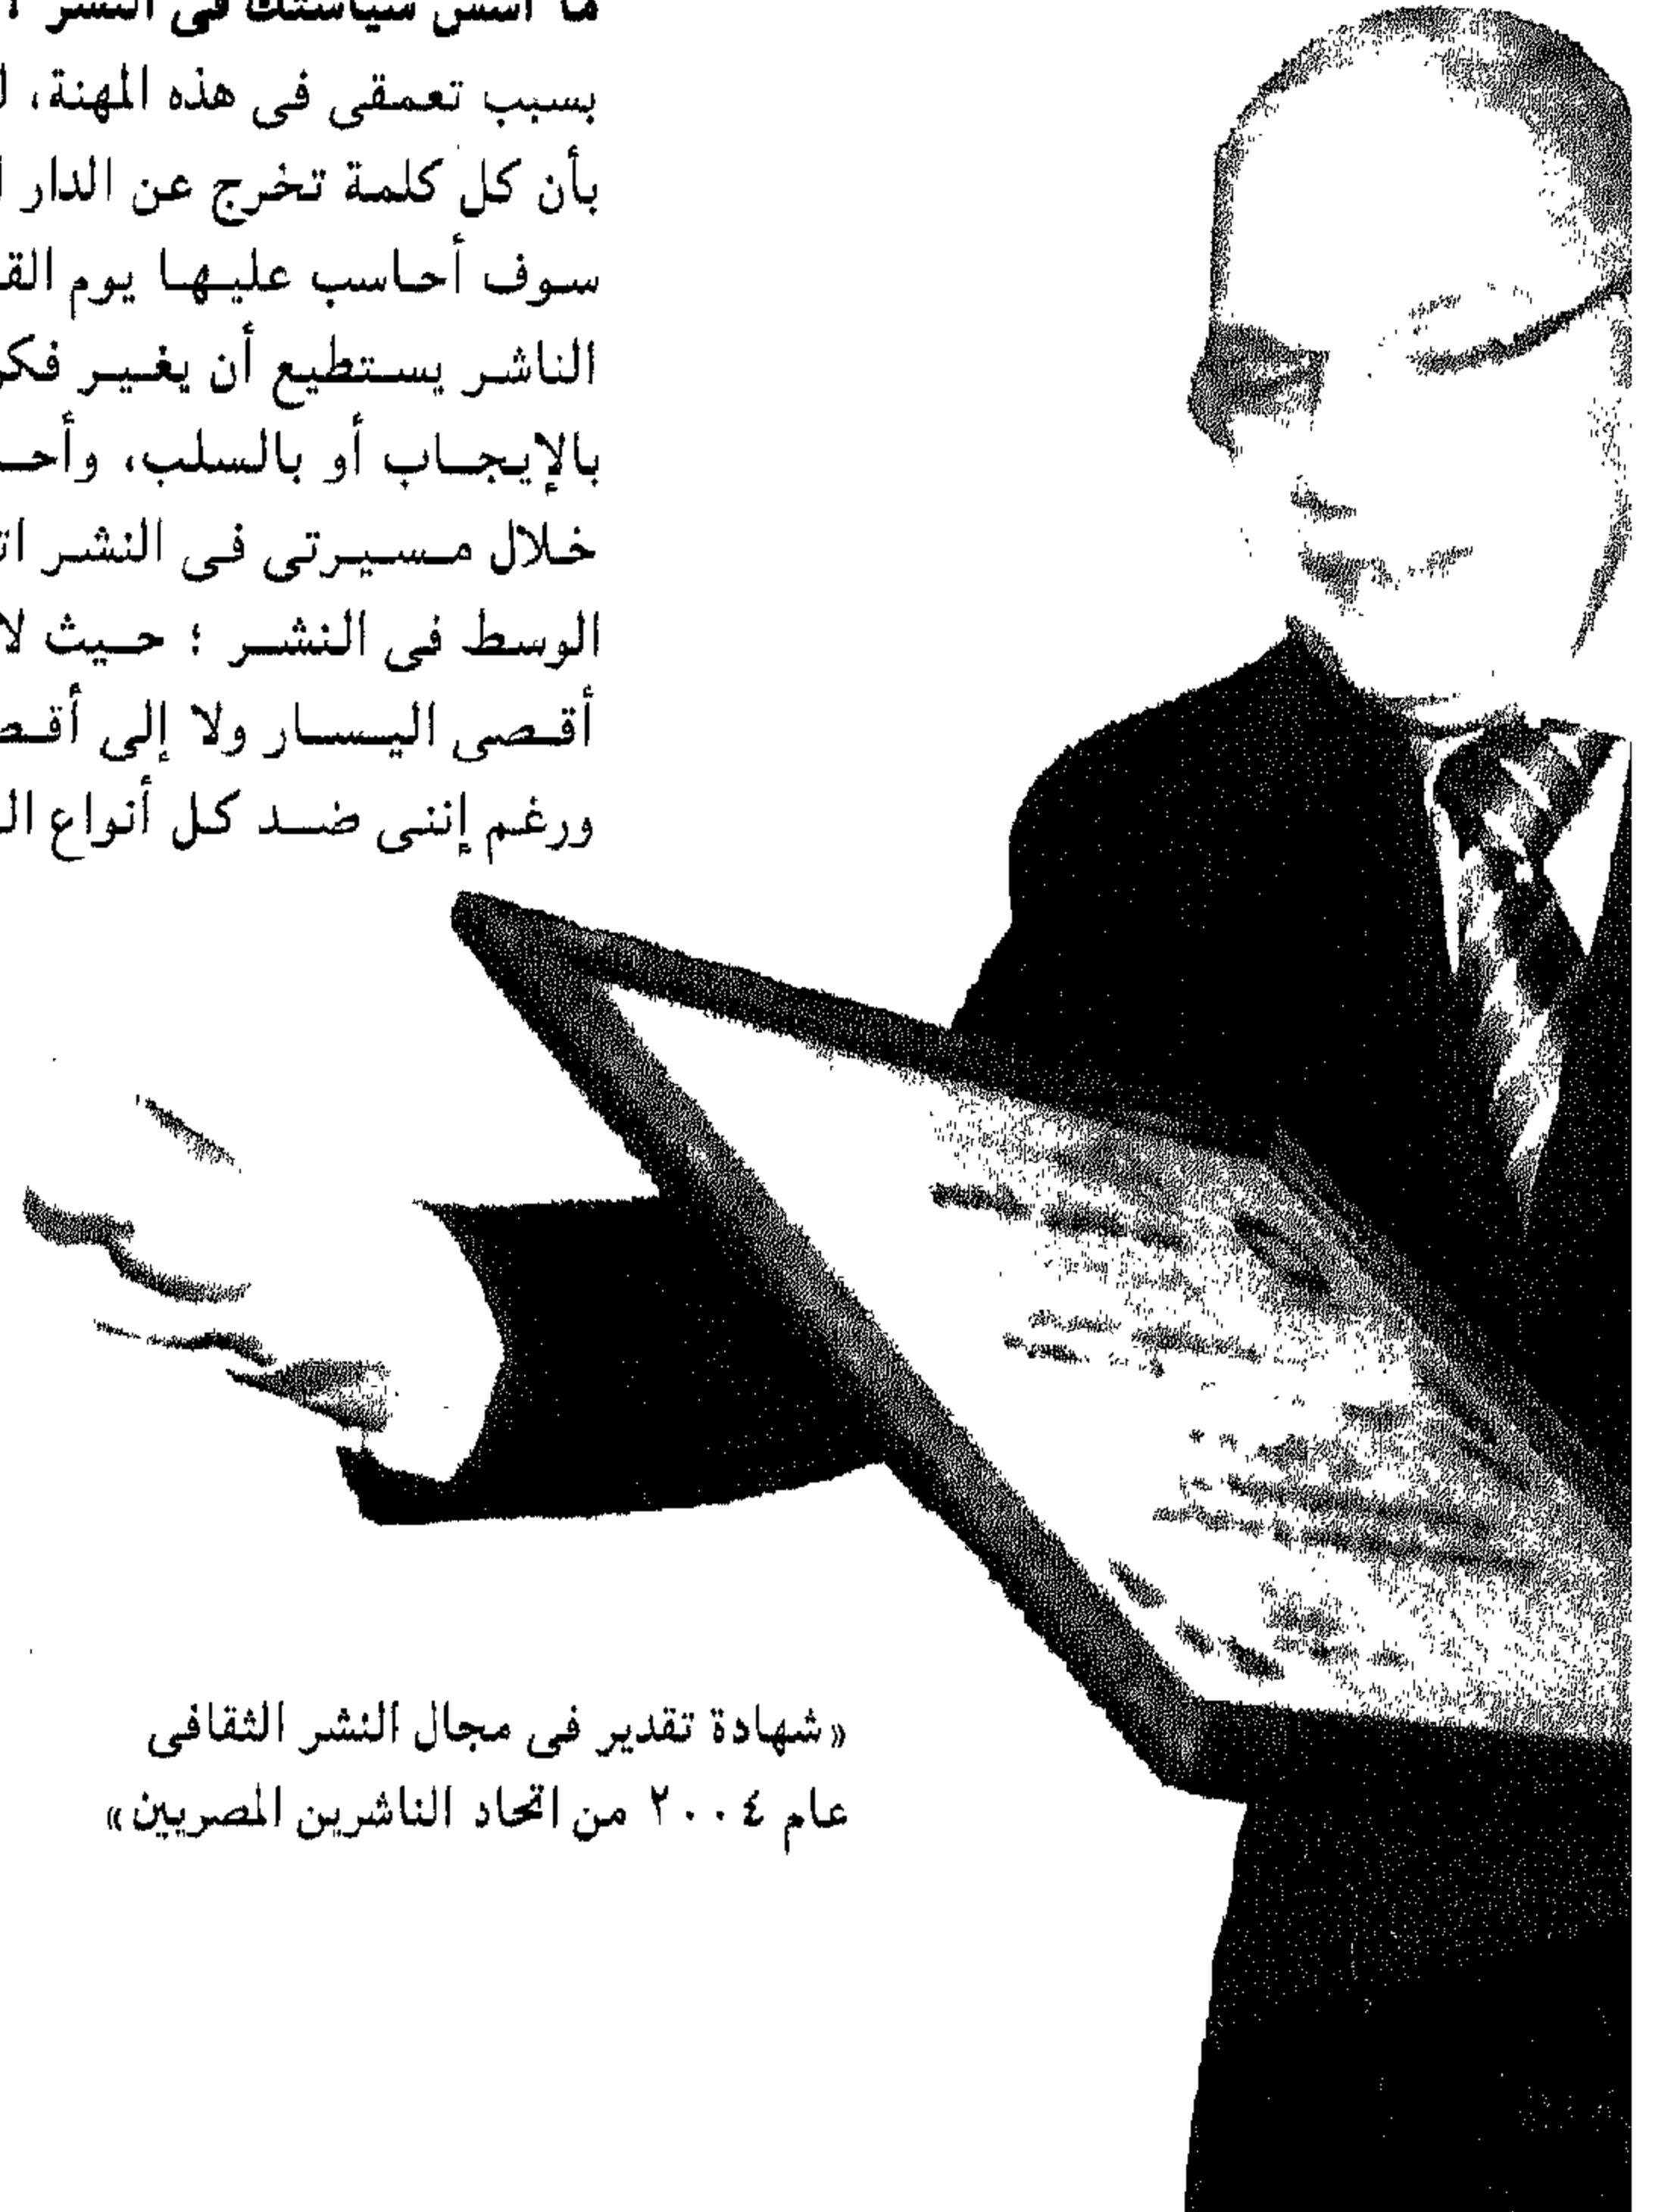 ما أسس سياستك فى النشر ؟
بسبب تعمقى فى هذه المهنة،
بأن كل كلمة تخرج عن الدار
سوف أحاسب عليها يوم
الناشر يستطيع أن يغير
بالإيجاب أو بالسلب،
خلال مسيرتى فى النشر
الوسط فى النشر ؛ حيث لا
أقصى اليسار ولا إلى
ورغم إننى ضد كل أنواع
«شهادة تقدير فى مجال النشر الثقافى
عام ٢٠٠٤ من اتحاد الناشرين المصريين»